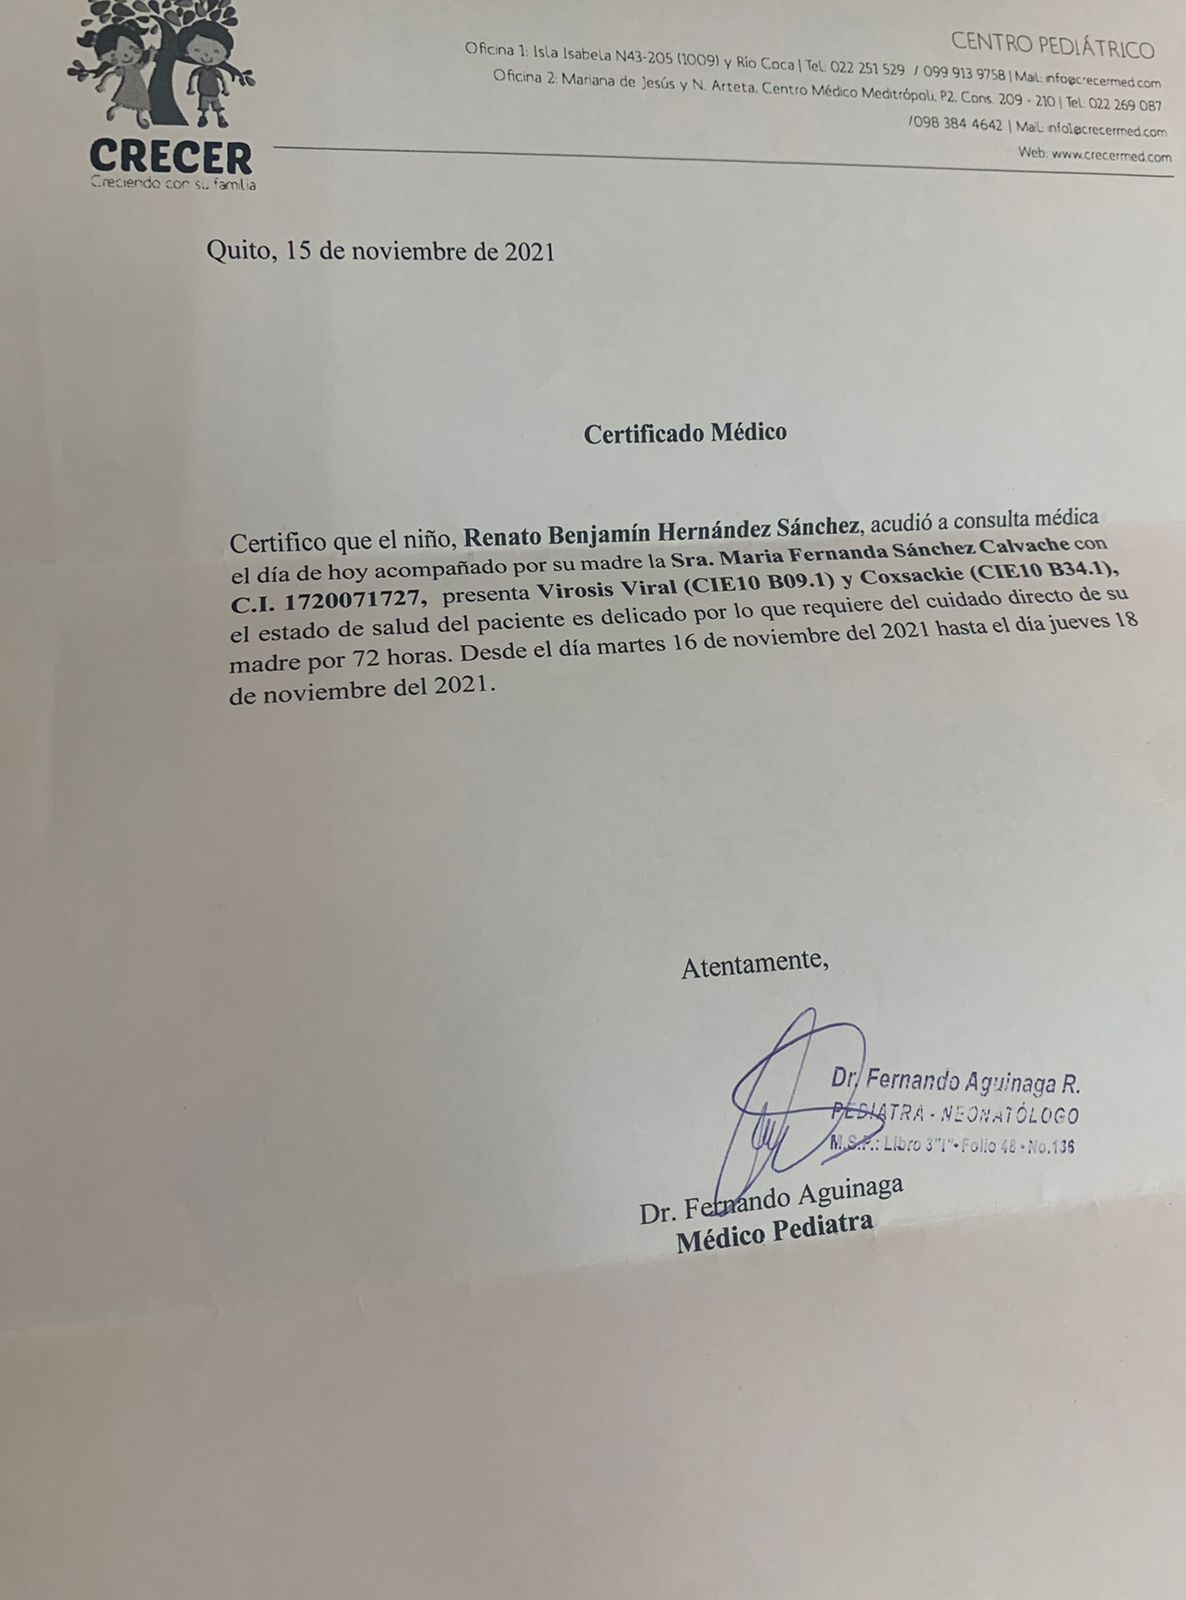 CRECER
Creciendo con su familia
CENTRO PEDIÁTRICO
Oficina 1: Isla Isabela N43-205 (1009) y Río Coca | Tel. 022 251 529 / 099 913 9758 | Mail: info@crecermed.com
Oficina 2: Mariana de Jesús y N. Arteta, Centro Médico Meditrópoli, P2, Cons. 209 - 210 | Tel. 022 269 087
/098 384 4642 | Mail: info1@crecermed.com
Web: www.crecermed.com
Quito, 15 de noviembre de 2021
Certificado Médico
Certifico que el niño, Renato Benjamín Hernández Sánchez, acudió a consulta médica
el día de hoy acompañado por su madre la Sra. Maria Fernanda Sánchez Calvache con
C.I. 1720071727, presenta Virosis Viral (CIE10 B09.1) y Coxsackie (CIE10 B34.1),
el estado de salud del paciente es delicado por lo que requiere del cuidado directo de su
madre por 72 horas. Desde el día martes 16 de noviembre del 2021 hasta el día jueves 18
de noviembre del 2021.
Atentamente,
Dr. Fernando Aguinaga R.
PEDIATRA - NEONATÓLOGO
M.S.P.: Libro 3"I" • Folio 48 • No.136
Dr. Fernando Aguinaga
Médico Pediatra